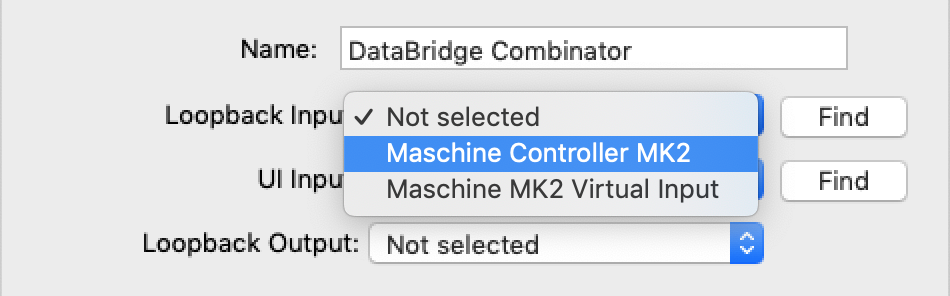 Name: DataBridge Combinator
Loopback Inpu ✓ Not selected Find
Maschine Controller MK2
UI Inpu Maschine MK2 Virtual Input Find
Loopback Output: Not selected